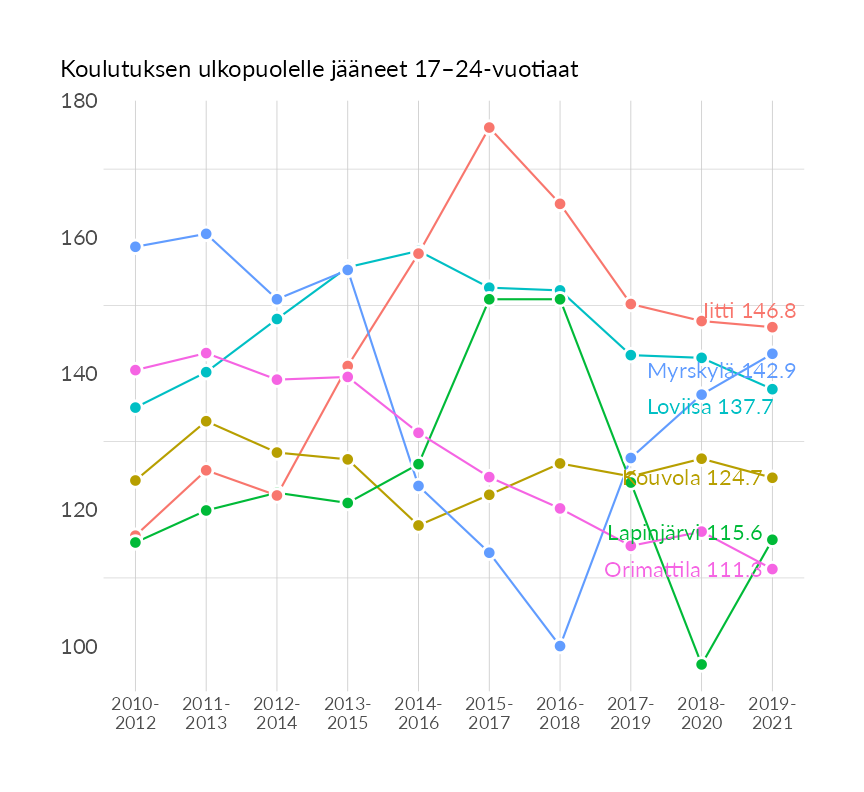 Koulutuksen ulkopuolelle jääneet 17–24-vuotiaat
180
160
140
120
100
Iitti 146.8
Myrskylä 142.9
Loviisa 137.7
Kouvola 124.7
Lapinjärvi 115.6
Orimattila 111.3
2010- 2011- 2012- 2013- 2014- 2015- 2016- 2017- 2018- 2019-
2012 2013 2014 2015 2016 2017 2018 2019 2020 2021